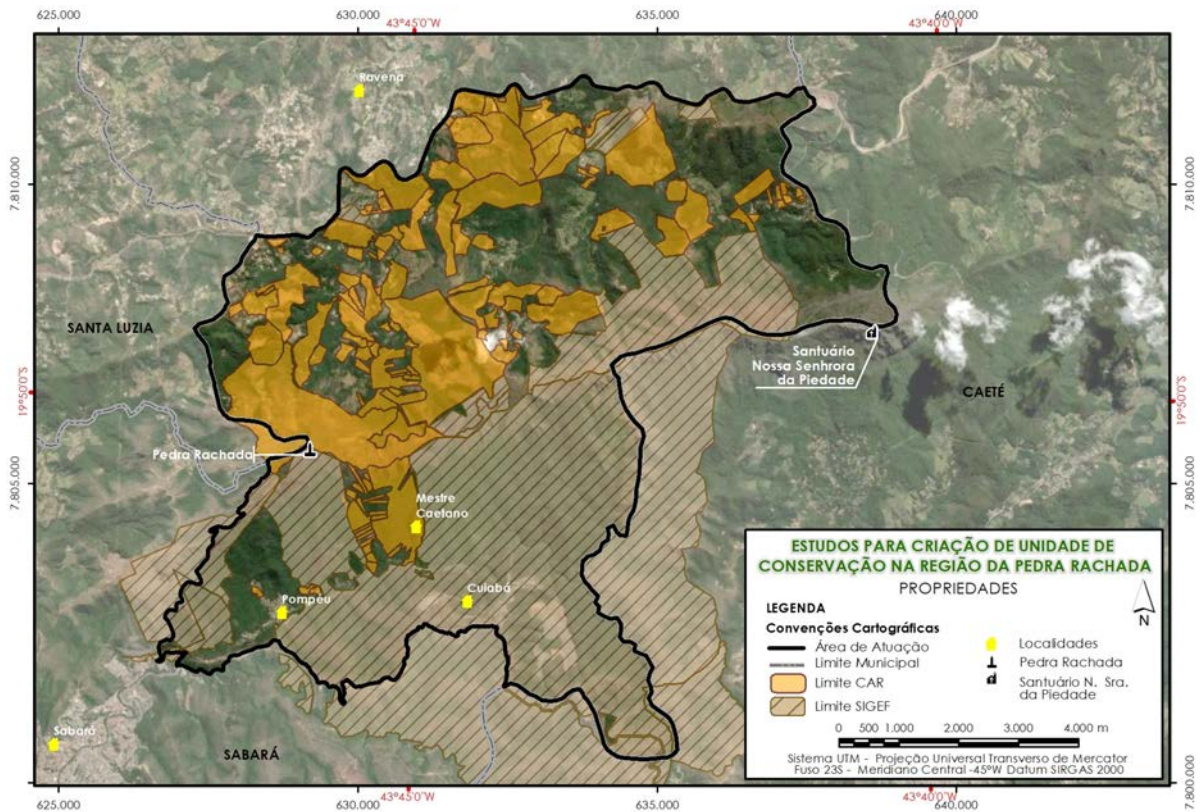 625.000
630.000
43°45'0"W
635.000
640.000
43°40'0"W
Ravena
7.810.000
7.810.000
SANTA LUZIA
Santuário
Nossa Senhrora
da Piedade
19°50'0"S
19°50'0"S
CAETÉ
Pedra Rachada
7.805.000
7.805.000
Mestre
Caetano
Cuiabá
Pompéu
Sabará
SABARÁ
ESTUDOS PARA CRIAÇÃO DE UNIDADE DE
CONSERVAÇÃO NA REGIÃO DA PEDRA RACHADA
PROPRIEDADES
N
LEGENDA
Convenções Cartográficas
Área de Atuação
Limite Municipal
Limite CAR
Limite SIGEF
Localidades
Pedra Rachada
Santuário N. Sra.
da Piedade
0 500 1.000 2.000 3.000 4.000 m
Sistema UTM - Projeção Universal Transverso de Mercator
Fuso 23S - Meridiano Central -45°W Datum SIRGAS 2000
7.800.000
625.000
630.000
43°45'0"W
635.000
43°40'0"W
640.000